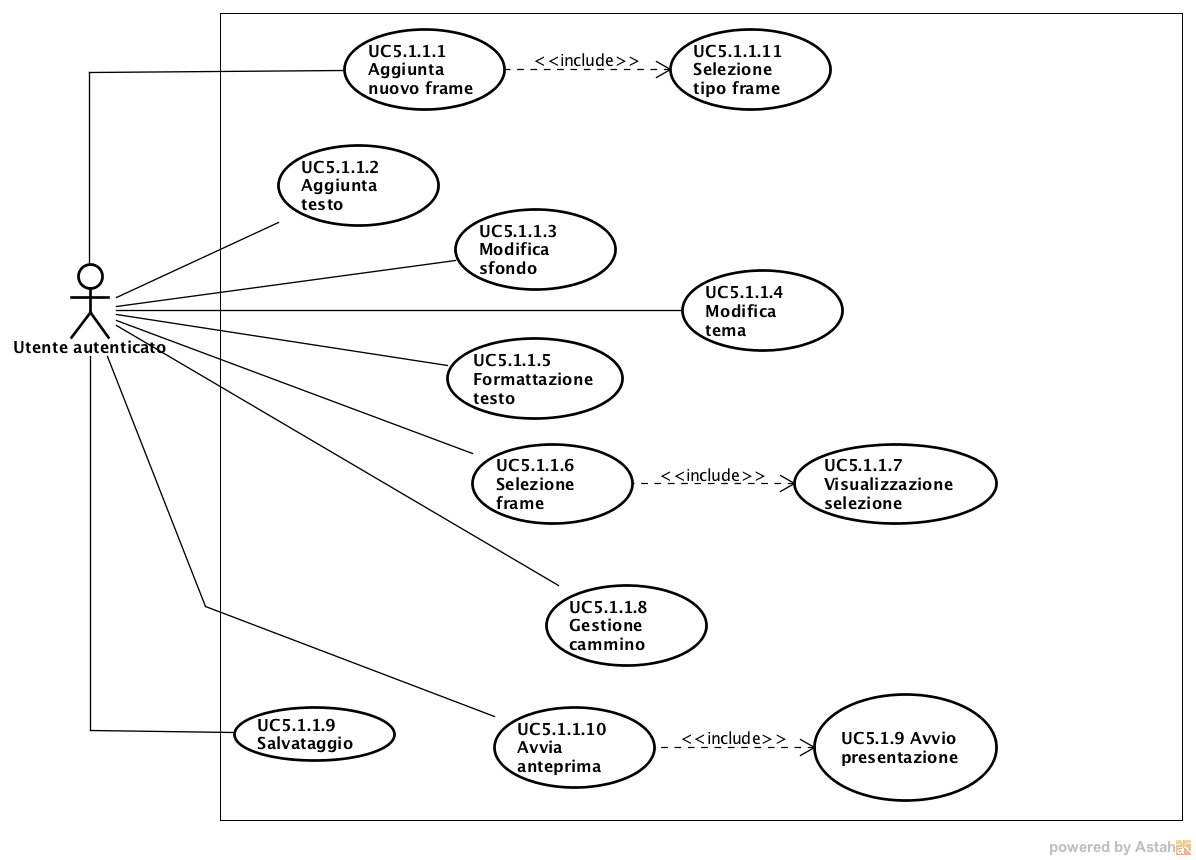 UC5.1.1.1
Aggiunta
nuovo frame
<<include>>
UC5.1.1.11
Selezione
tipo frame
UC5.1.1.2
Aggiunta
testo
UC5.1.1.3
Modifica
sfondo
UC5.1.1.4
Modifica
tema
Utente autenticato
UC5.1.1.5
Formattazione
testo
UC5.1.1.6
Selezione
frame
<<include>>
UC5.1.1.7
Visualizzazione
selezione
UC5.1.1.8
Gestione
cammino
UC5.1.1.9
Salvataggio
UC5.1.1.10
Avvia
anteprima
<<include>>
UC5.1.9 Avvio
presentazione
powered by Astah